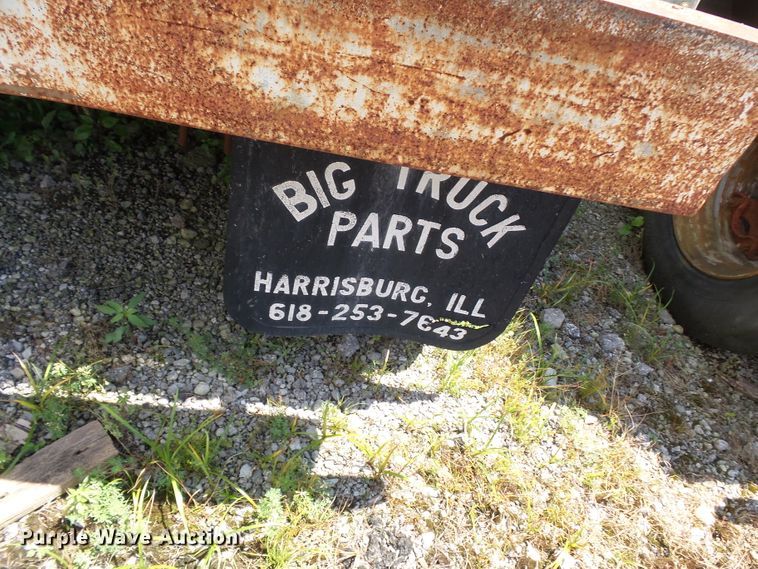 BIG TRUCK
PARTS
HARRISBURG, ILL
618-253-7643
Purple Wave Auction